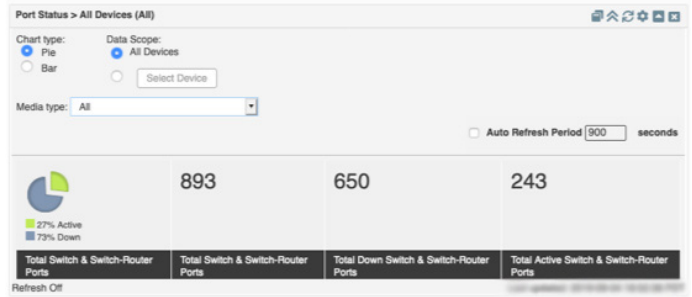 Port Status > All Devices (All)
Chart type:
Pie
Bar
Data Scope:
All Devices
Select Device
Media type: All
Auto Refresh Period 900 seconds
27% Active
73% Down
Total Switch & Switch-Router
Ports
893
Total Switch & Switch-Router
Ports
650
Total Down Switch & Switch-Router
Ports
243
Total Active Switch & Switch-Router
Ports
Refresh Off